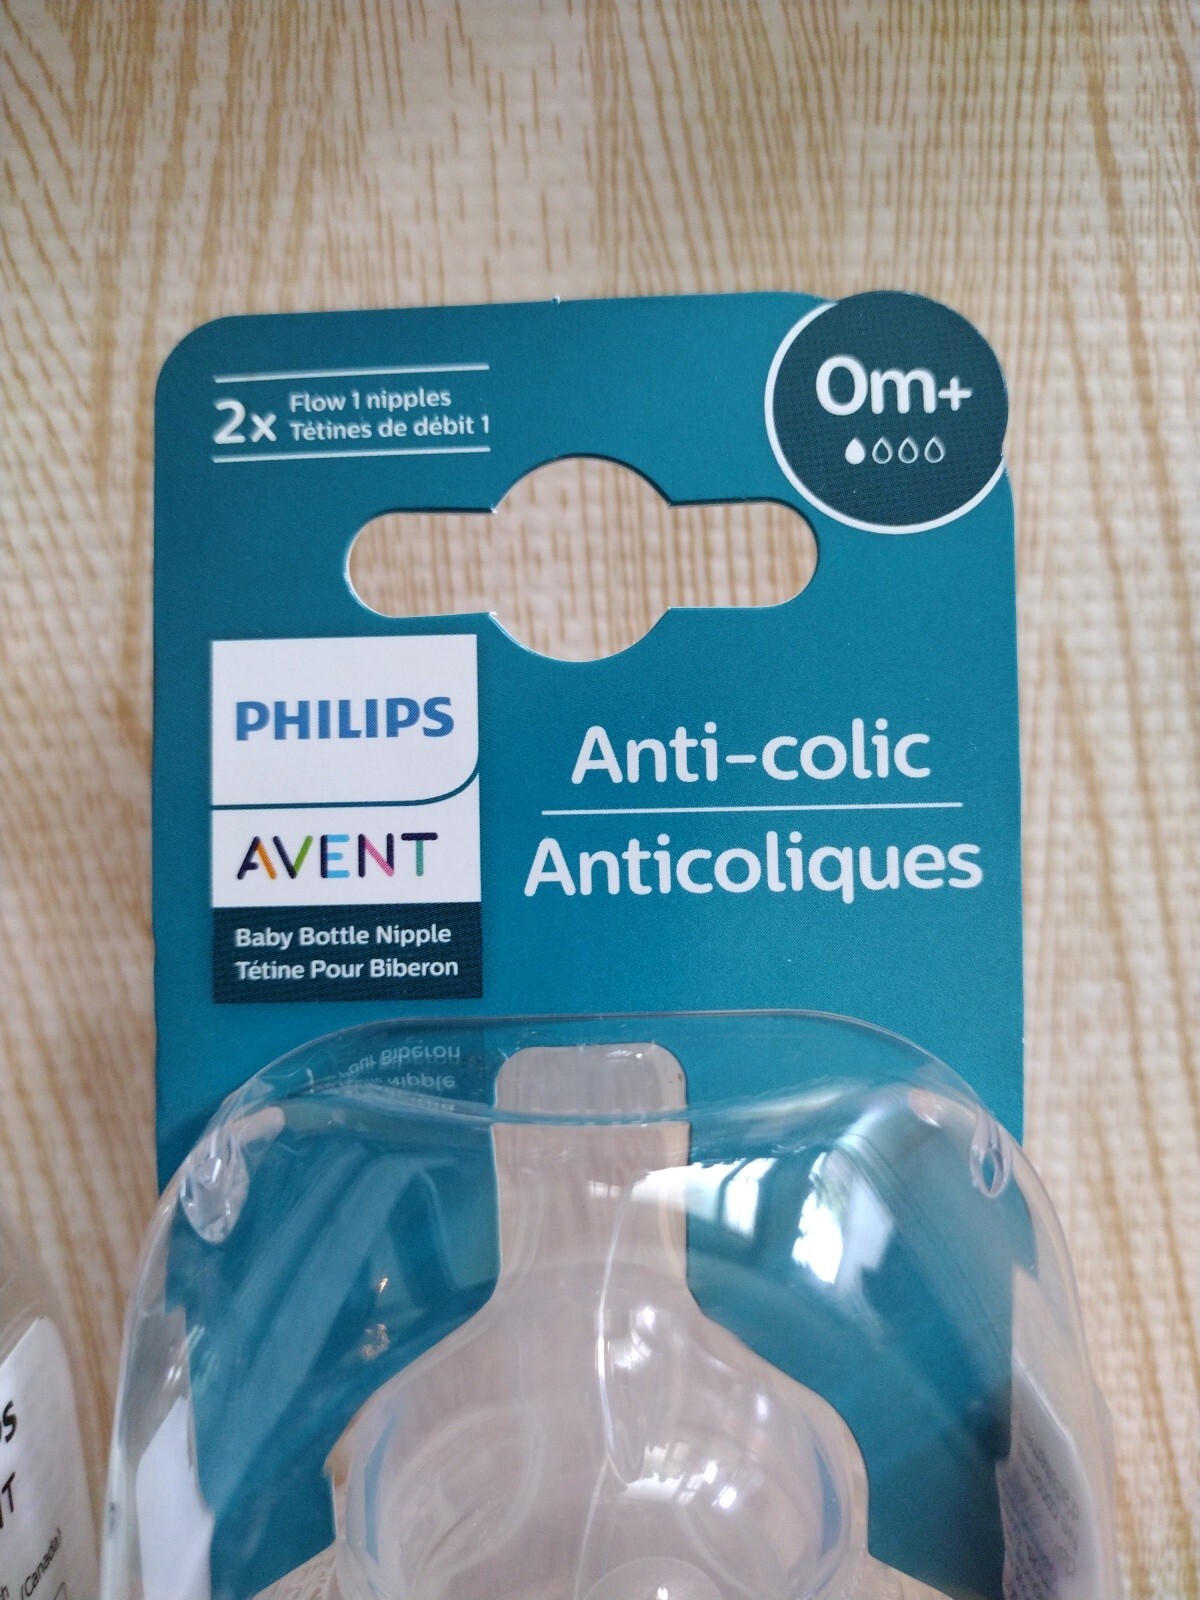 2x
Flow 1 nipples
Tétines de débit 1
0m+
PHILIPS
AVENT
Anti-colic
Anticoliques
Baby Bottle Nipple
Tétine Pour Biberon
(Canada)